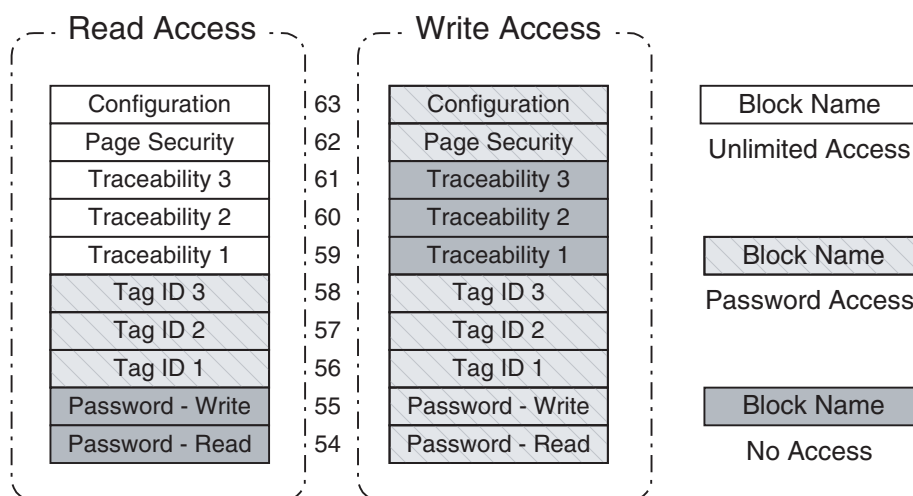 Read Access
Write Access
Configuration 63 Configuration
Page Security 62 Page Security
Traceability 3 61 Traceability 3
Traceability 2 60 Traceability 2
Traceability 1 59 Traceability 1
Tag ID 3 58 Tag ID 3
Tag ID 2 57 Tag ID 2
Tag ID 1 56 Tag ID 1
Password - Write 55 Password - Write
Password - Read 54 Password - Read
Block Name
Unlimited Access
Block Name
Password Access
Block Name
No Access